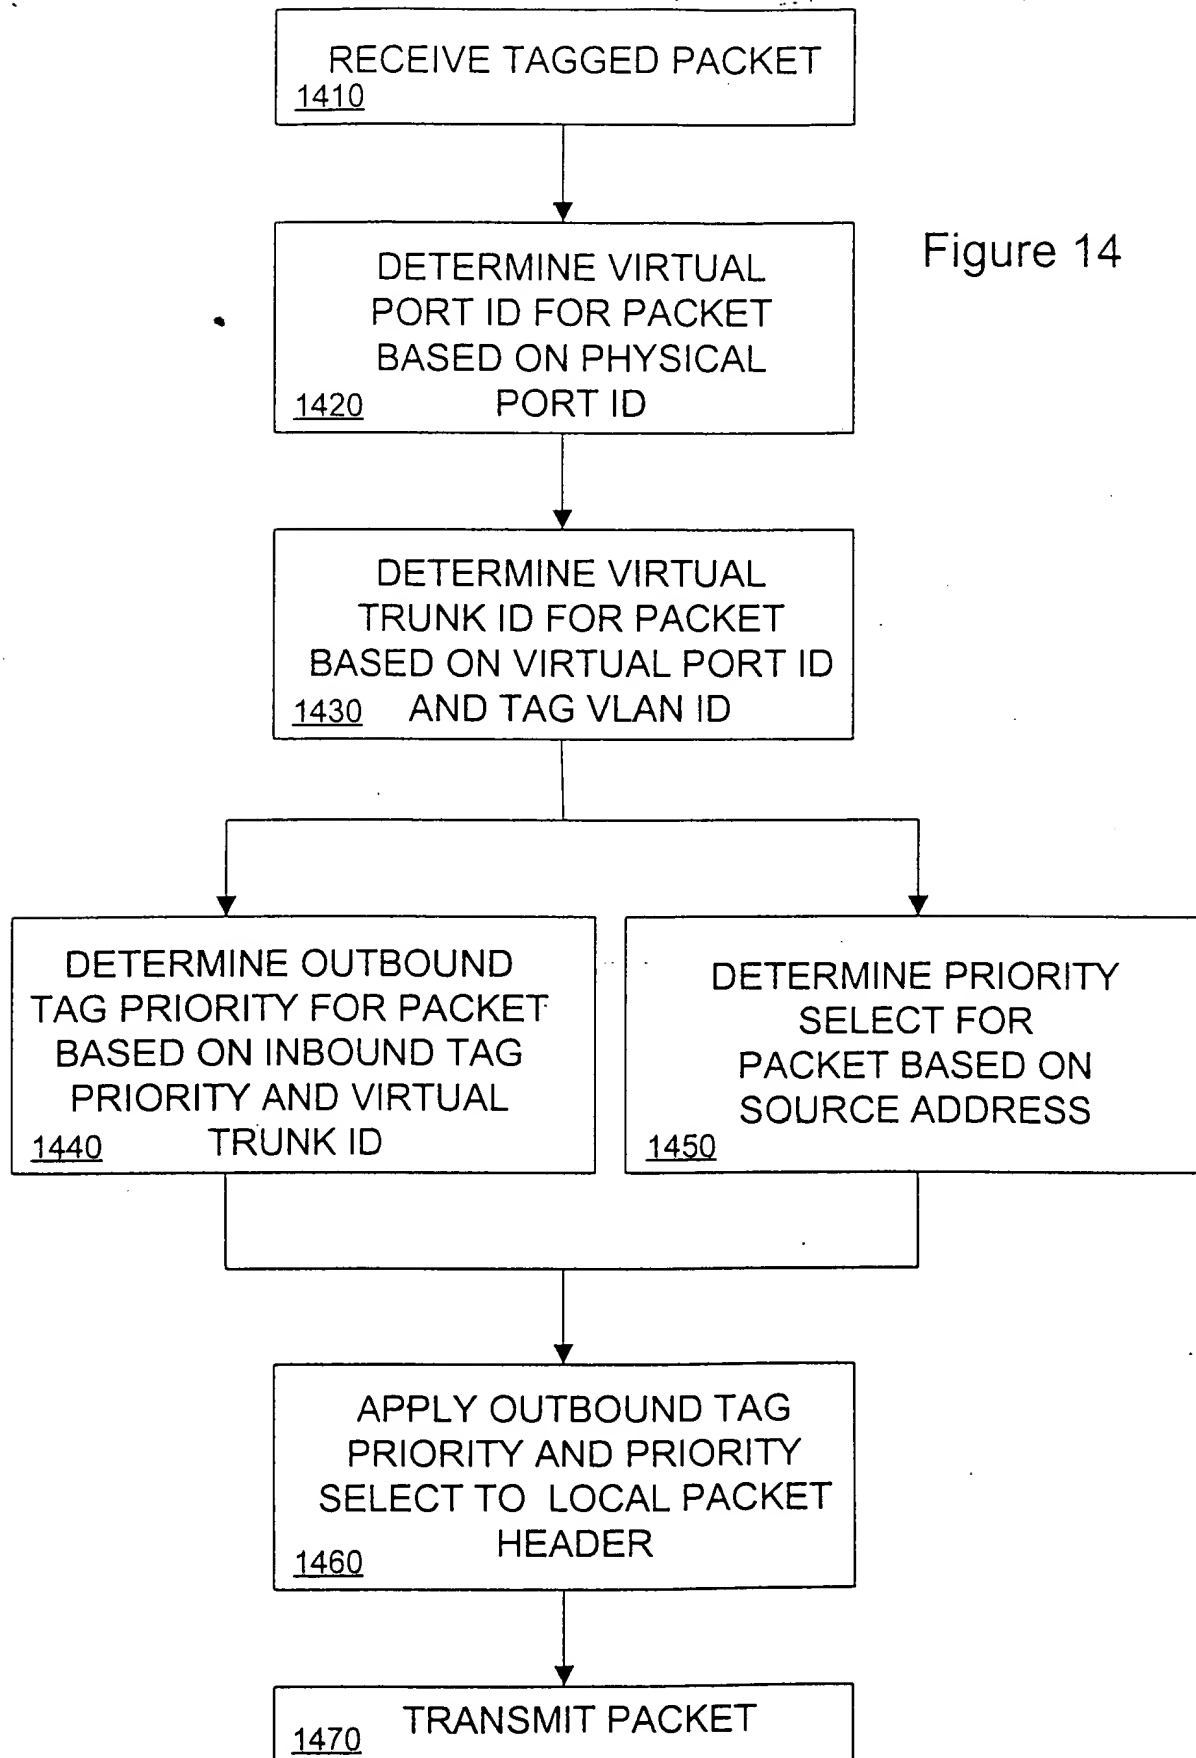 RECEIVE TAGGED PACKET
1410
Figure 14
DETERMINE VIRTUAL
PORT ID FOR PACKET
BASED ON PHYSICAL
PORT ID
1420
DETERMINE VIRTUAL
TRUNK ID FOR PACKET
BASED ON VIRTUAL PORT ID
AND TAG VLAN ID
1430
DETERMINE OUTBOUND
TAG PRIORITY FOR PACKET
BASED ON INBOUND TAG
PRIORITY AND VIRTUAL
TRUNK ID
1440
DETERMINE PRIORITY
SELECT FOR
PACKET BASED ON
SOURCE ADDRESS
1450
APPLY OUTBOUND TAG
PRIORITY AND PRIORITY
SELECT TO LOCAL PACKET
HEADER
1460
TRANSMIT PACKET
1470